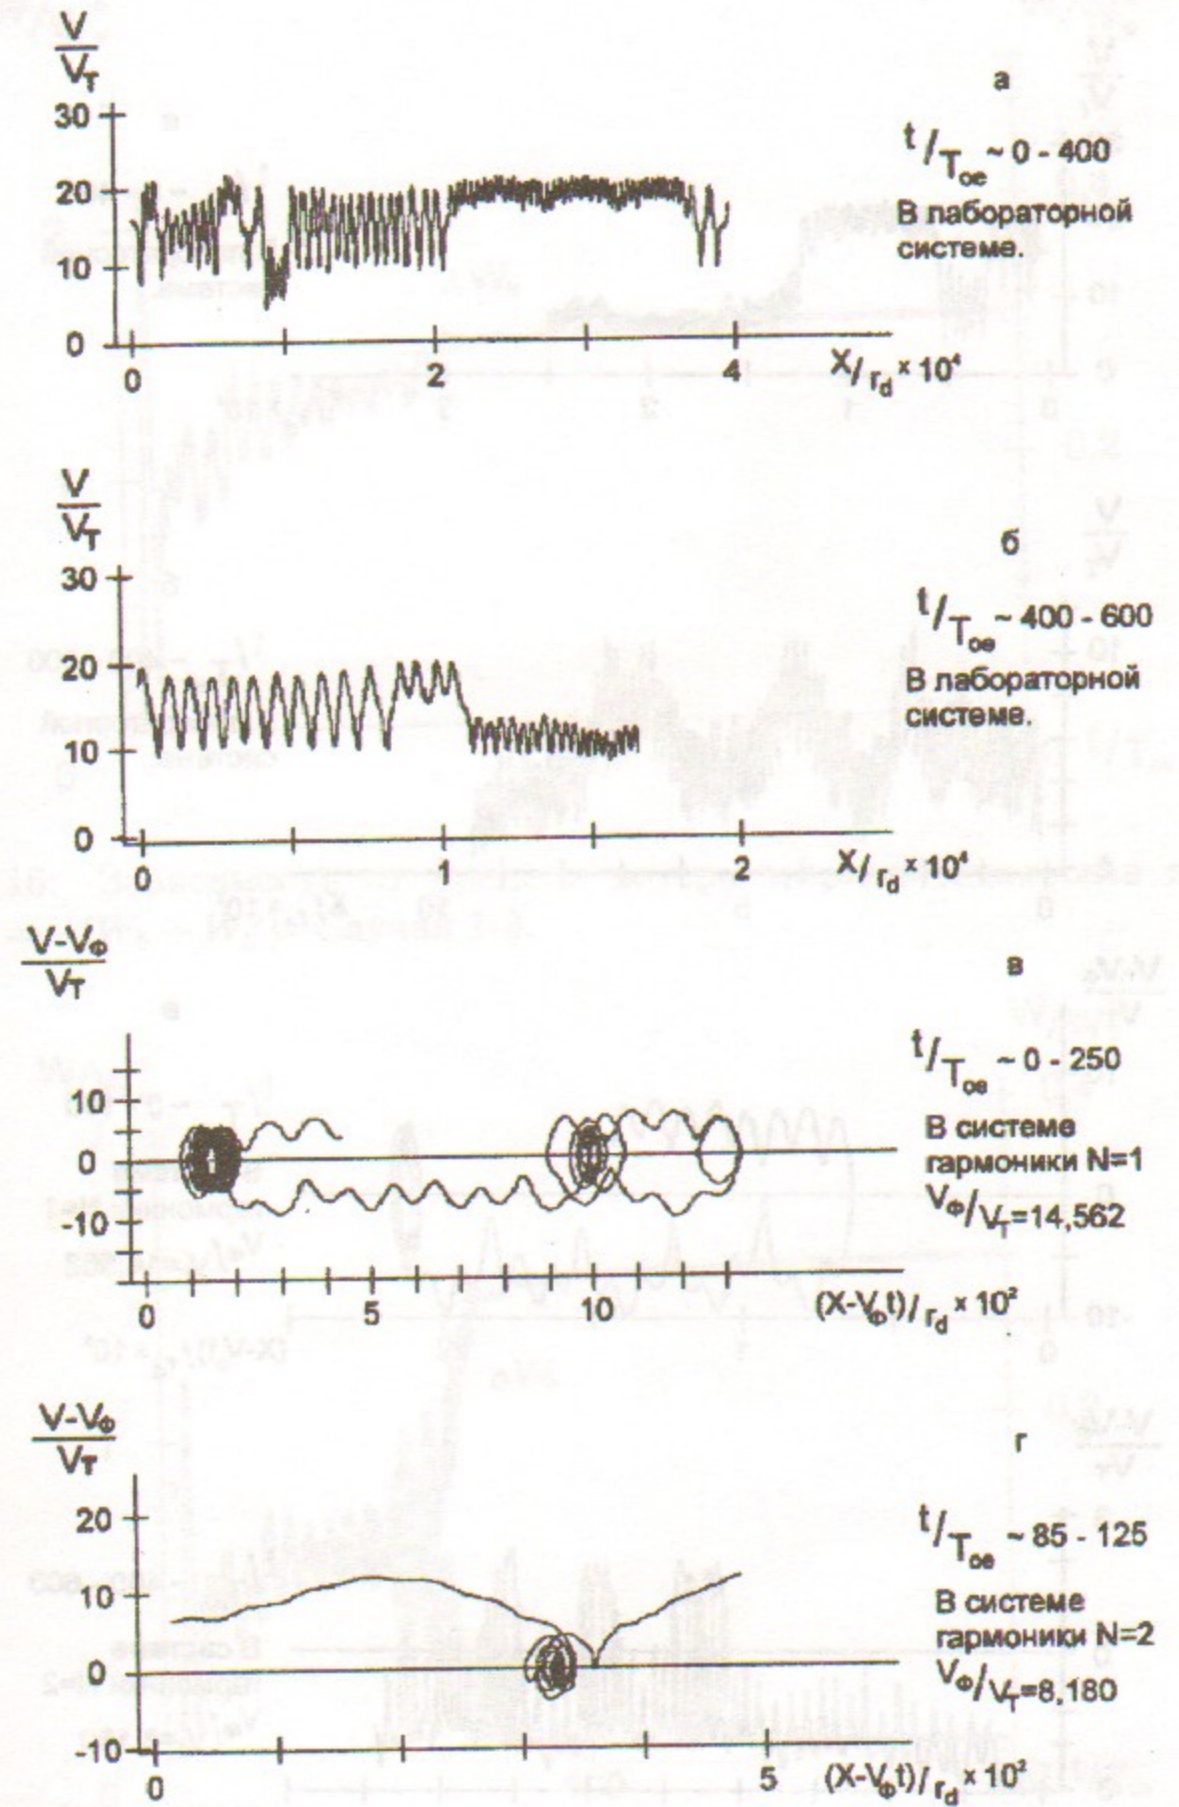 V
V_T
а
30
20
10
0
t/T_oe ~ 0 - 400
В лабораторной
системе.
0
2
4
X/r_d × 10⁴
V
V_T
б
30
20
10
0
t/T_oe ~ 400 - 600
В лабораторной
системе.
0
1
2
X/r_d × 10⁴
V-V_Ф
V_T
в
10
0
-10
t/T_oe ~ 0 - 250
В системе
гармоники N=1
V_Ф/V_T=14,562
0
5
10
(X-V_Фt)/r_d × 10²
V-V_Ф
V_T
г
20
10
0
-10
t/T_oe ~ 85 - 125
В системе
гармоники N=2
V_Ф/V_T=8,180
0
5
(X-V_Фt)/r_d × 10²